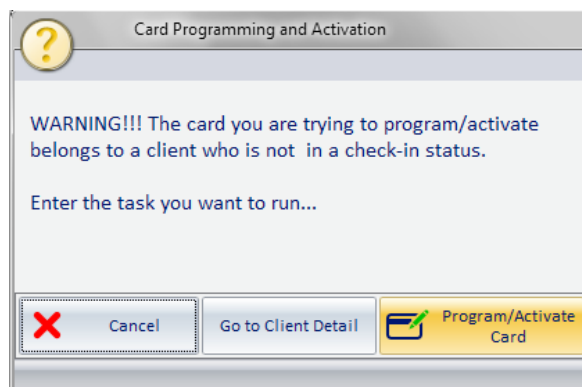 Card Programming and Activation
WARNING!!! The card you are trying to program/activate
belongs to a client who is not in a check-in status.
Enter the task you want to run...
Cancel
Go to Client Detail
Program/Activate
Card